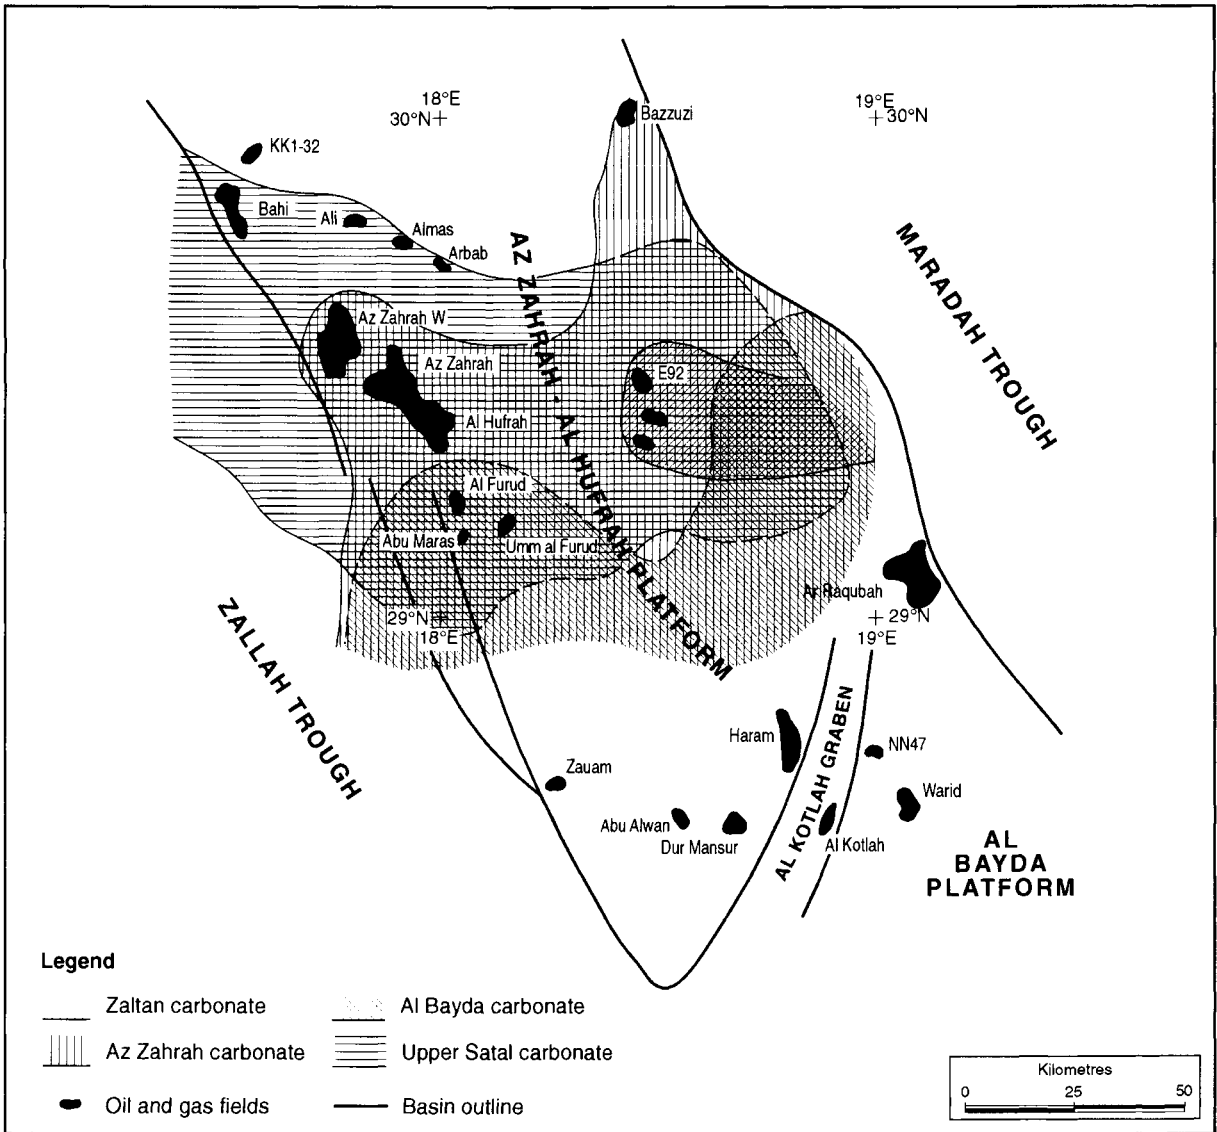 18°E
30°N
19°E
30°N
Bazzuzi
KK1-32
Bahi
Ali
Almas
Arbab
AZ ZAHRAH - AL HUFRAH PLATFORM
MARADAH TROUGH
Az Zahrah W
Az Zahrah
E92
Al Hufrah
Al Furud
Abu Maras
Umm al Furud
Ar Raqubah
29°N
18°E
29°N
19°E
ZALLAH TROUGH
AL KOTLAH GRABEN
Haram
NN47
Zauam
Warid
Abu Alwan
Dur Mansur
Al Kotlah
AL
BAYDA
PLATFORM
Legend
Zaltan carbonate
Al Bayda carbonate
Az Zahrah carbonate
Upper Satal carbonate
Oil and gas fields
Basin outline
Kilometres
0 25 50